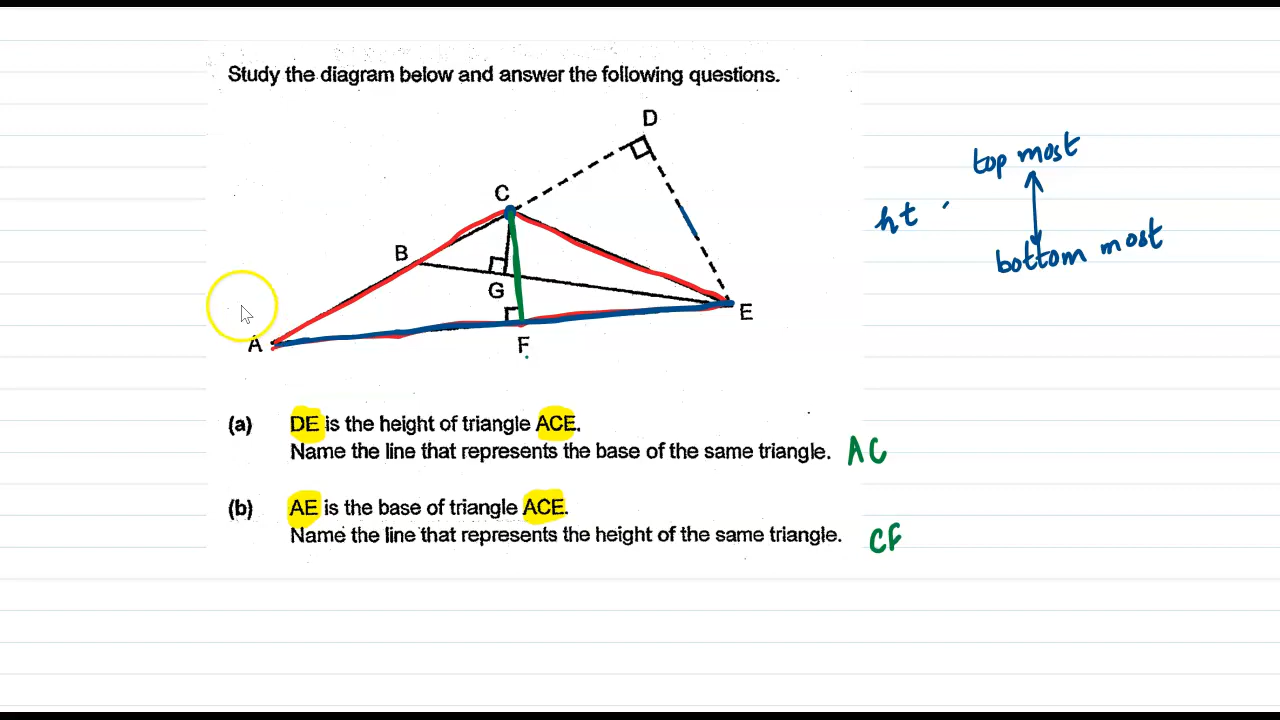 Study the diagram below and answer the following questions.
D
C
top most
ht
B
bottom most
G
E
A
F
(a) DE is the height of triangle ACE.
Name the line that represents the base of the same triangle. AC
(b) AE is the base of triangle ACE.
Name the line that represents the height of the same triangle. CF